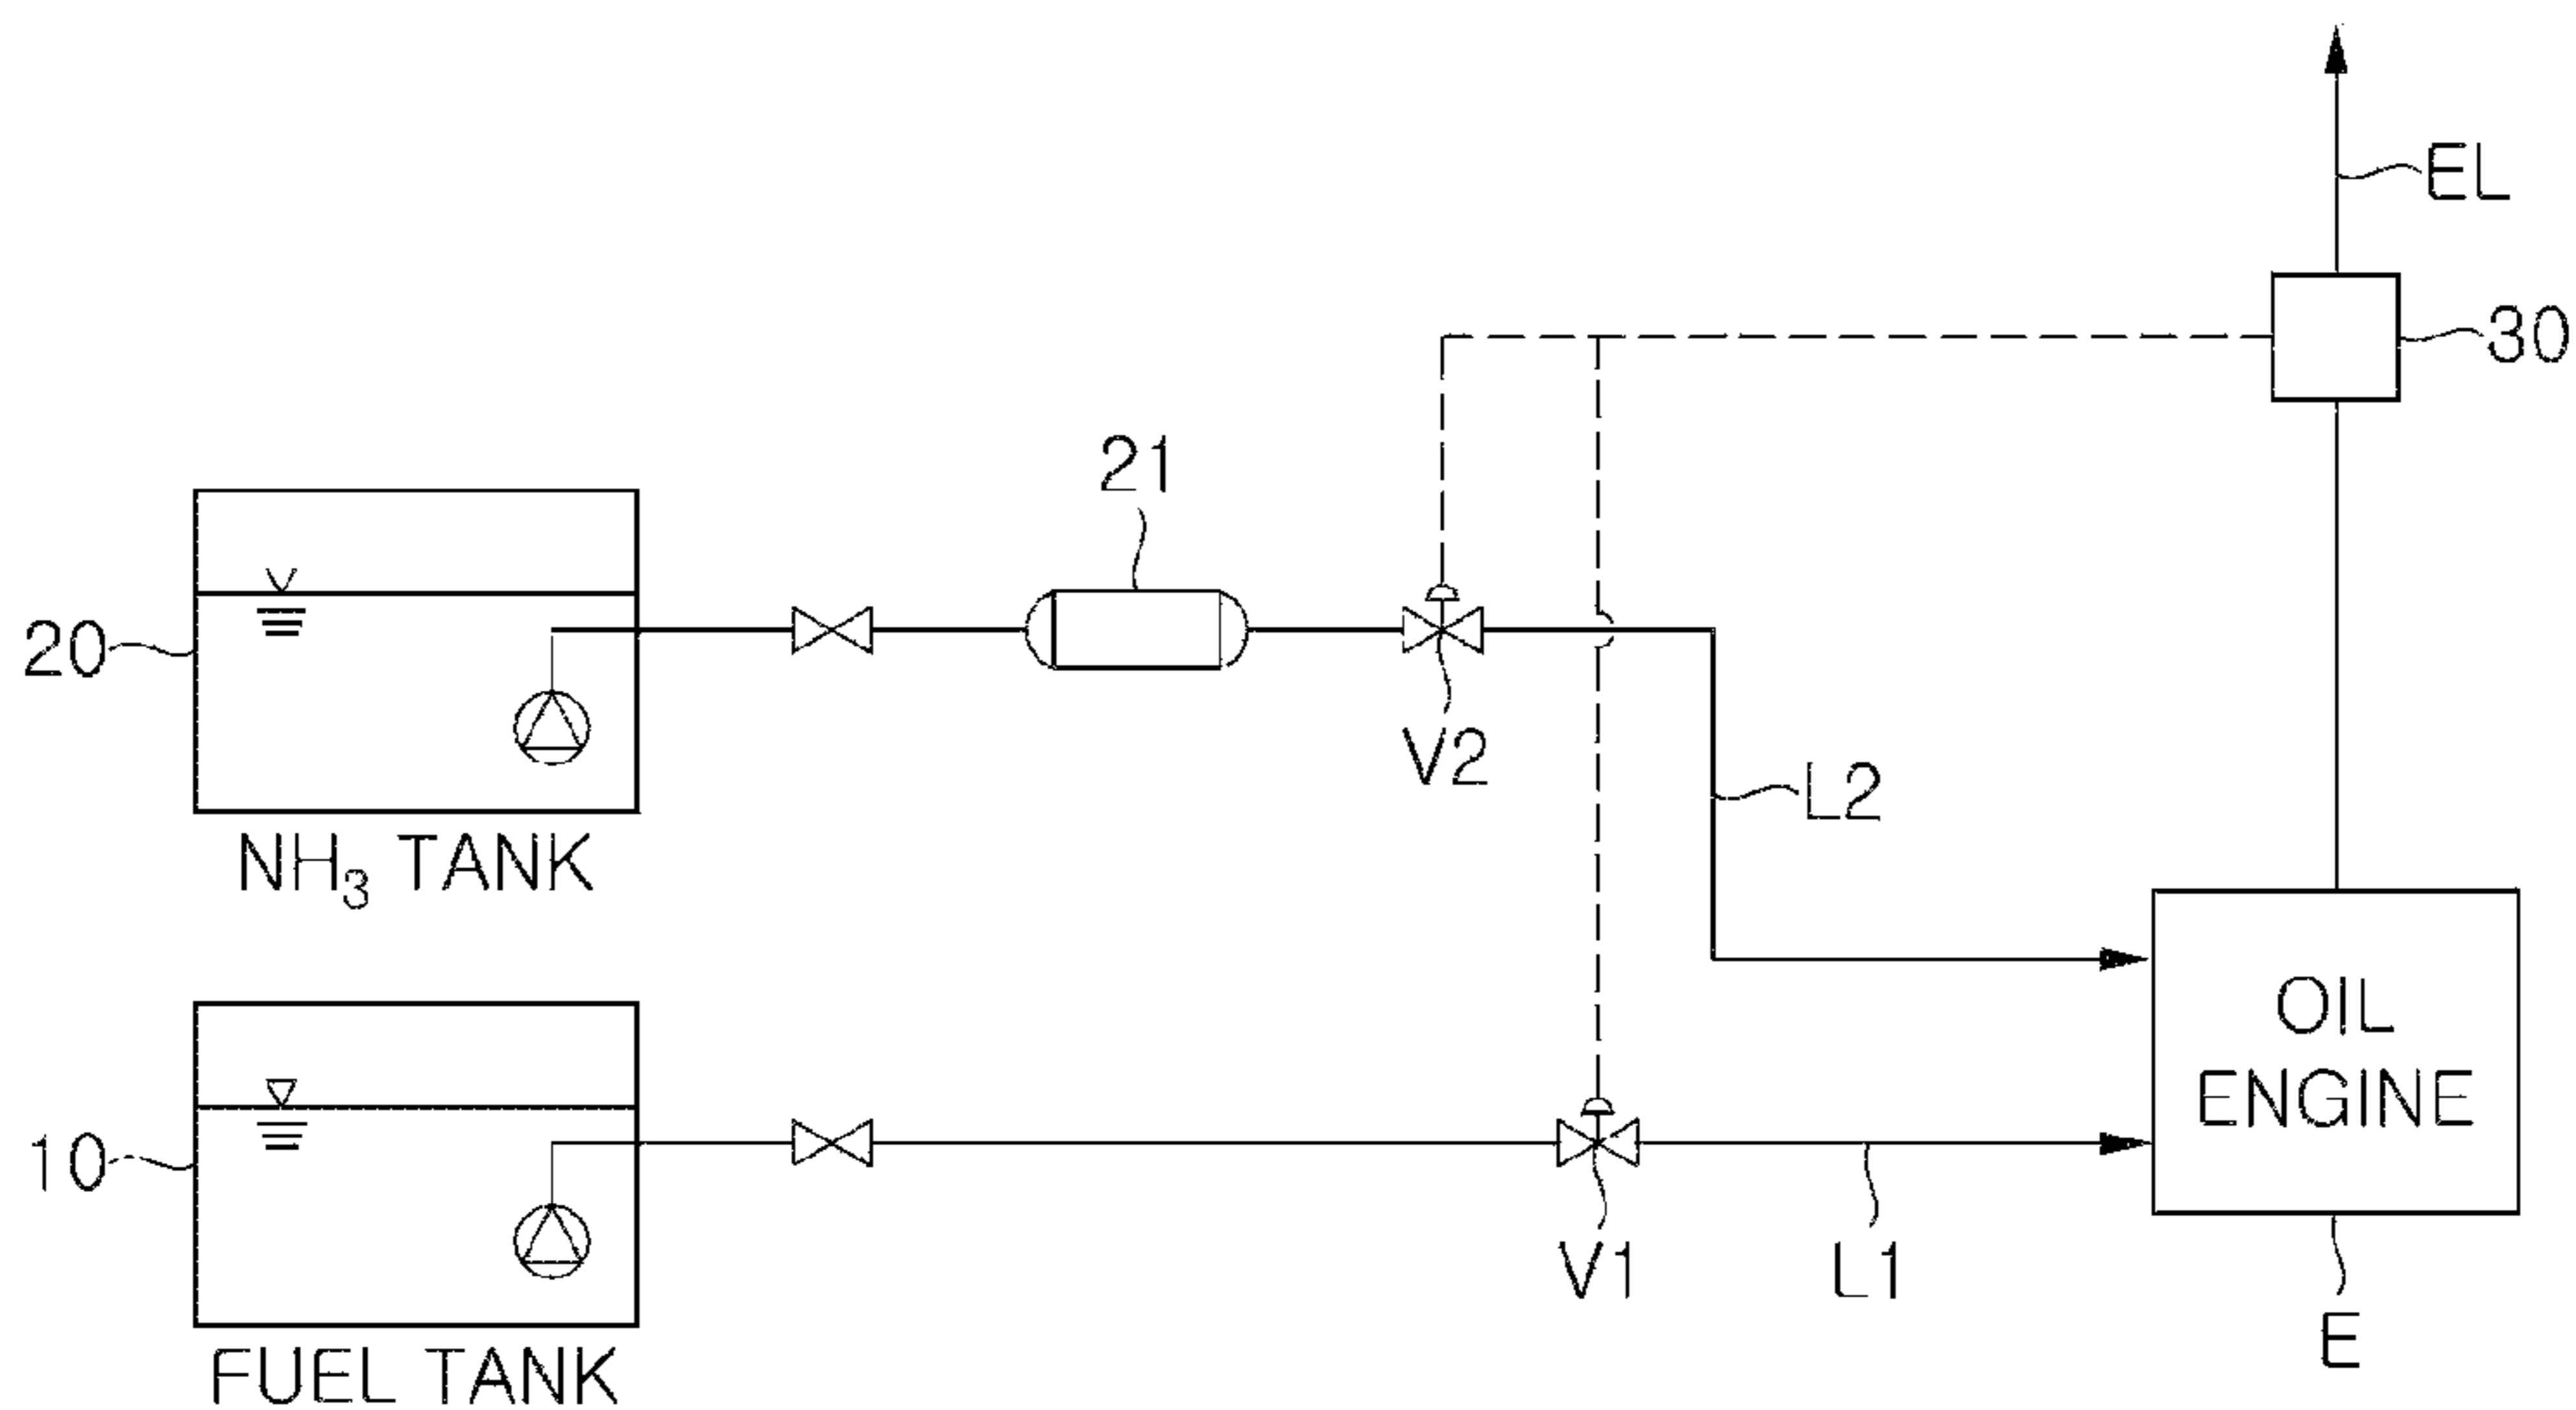 EL
30
21
20
V2
L2
NH₃ TANK
OIL
ENGINE
10
V1
L1
E
FUEL TANK